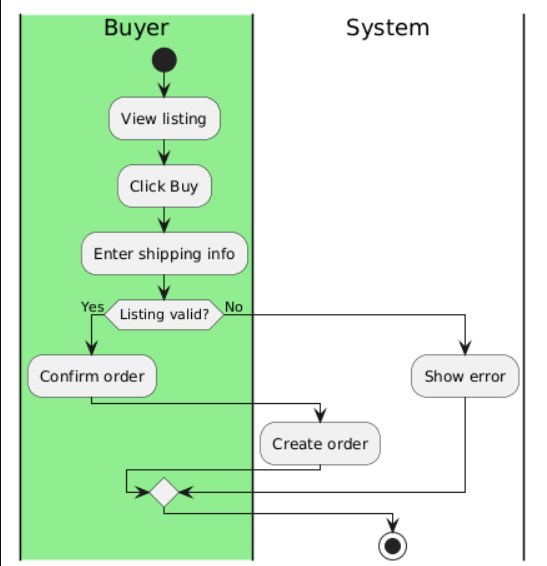 Buyer
System
View listing
Click Buy
Enter shipping info
Yes
Listing valid?
No
Confirm order
Show error
Create order